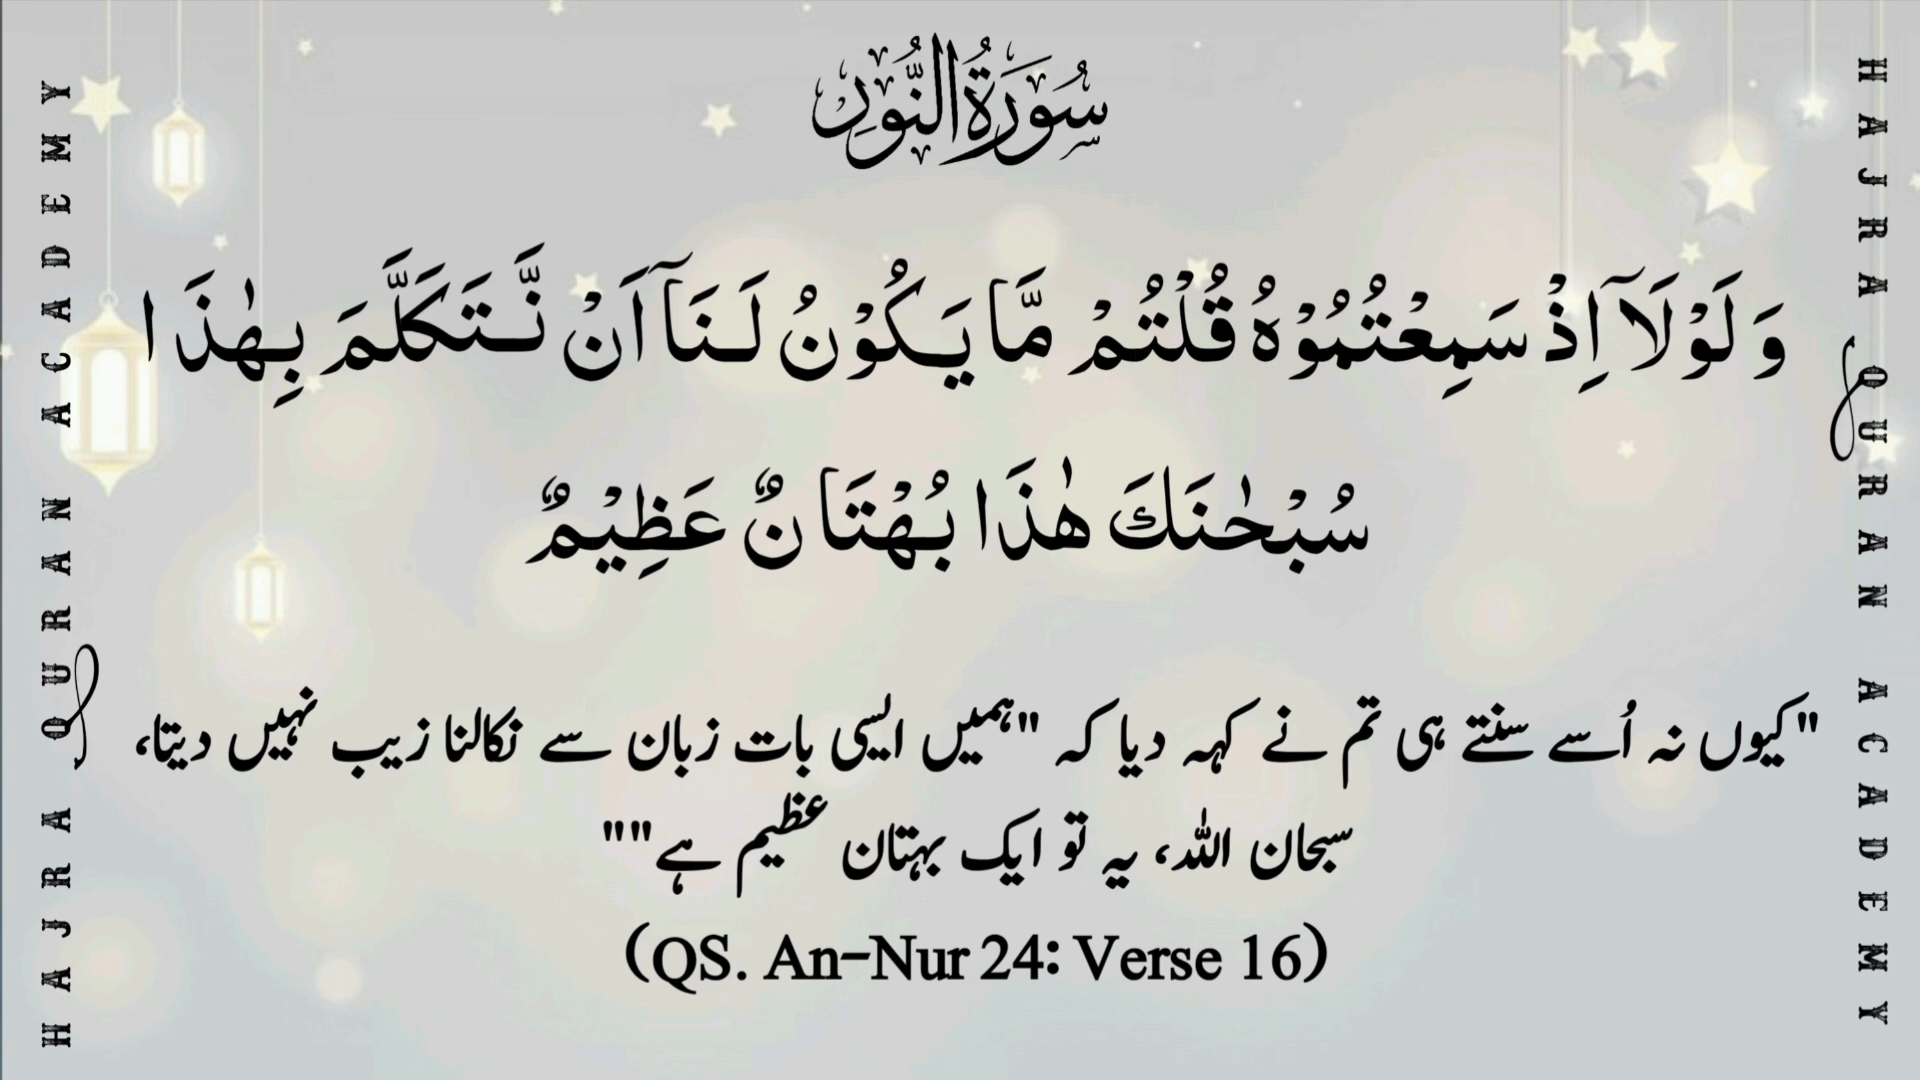 سُوۡرَةُ النُّوۡرِ
وَلَوۡلَاۤ اِذۡ سَمِعۡتُمُوۡهُ قُلۡتُمۡ مَّا يَكُوۡنُ لَـنَاۤ اَنۡ نَّـتَكَلَّمَ بِهٰذَا
سُبۡحٰنَكَ هٰذَا بُهۡتَانٌ عَظِيۡمٌ
"کیوں نہ اُسے سنتے ہی تم نے کہہ دیا کہ "ہمیں ایسی بات زبان سے نکالنا زیب نہیں دیتا،
سبحان اللہ، یہ تو ایک بہتان عظیم ہے""
(QS. An-Nur 24: Verse 16)
HAJRA QURAN ACADEMY
HAJRA QURAN ACADEMY